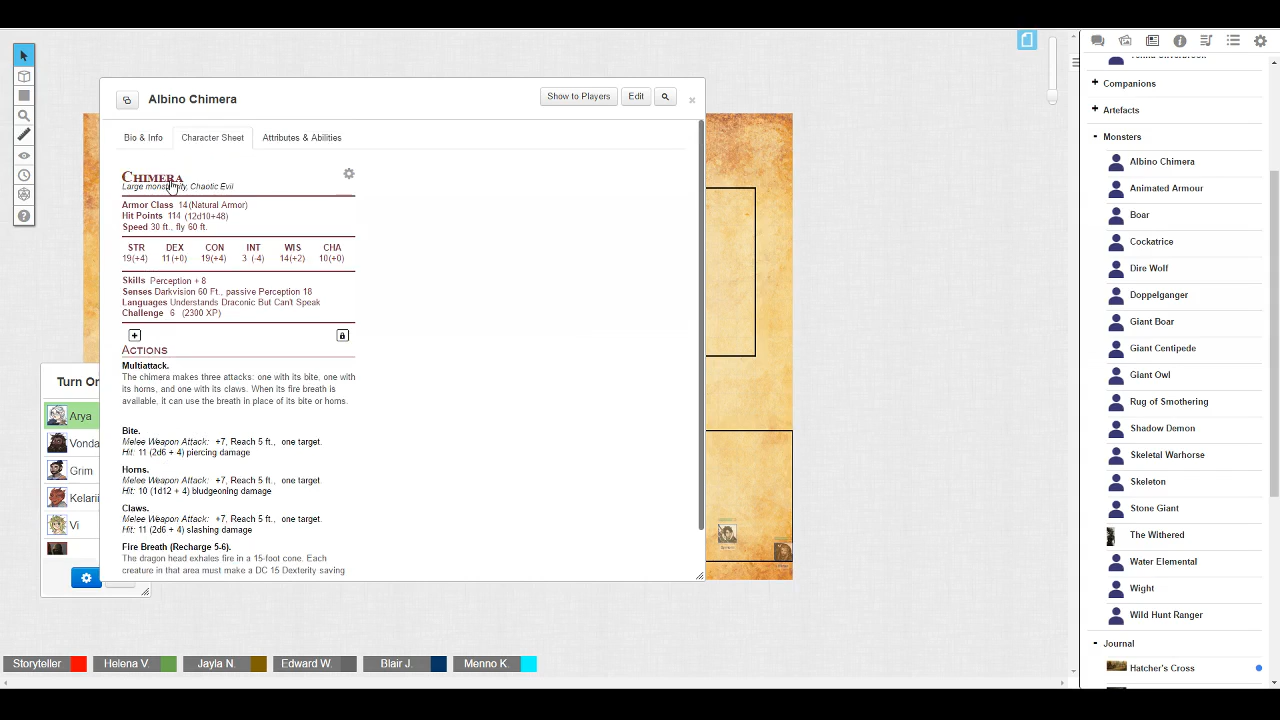 Albino Chimera
Show to Players
Edit
Bio & Info
Character Sheet
Attributes & Abilities
Chimera
Large monstrosity, Chaotic Evil
Armor Class 14 (Natural Armor)
Hit Points 114 (12d10+48)
Speed 30 ft., fly 60 ft.
STR DEX CON INT WIS CHA
19(+4) 11(+0) 19(+4) 3 (-4) 14(+2) 10(+0)
Skills Perception + 8
Senses Darkvision 60 Ft., passive Perception 18
Languages Understands Draconic But Can't Speak
Challenge 6 (2300 XP)
Actions
Multiattack.
The chimera makes three attacks: one with its bite, one with
its horns, and one with its claws. When its fire breath is
available, it can use the breath in place of its bite or horns.
Bite.
Melee Weapon Attack: +7, Reach 5 ft., one target.
Hit: 11 (2d6 + 4) piercing damage
Horns.
Melee Weapon Attack: +7, Reach 5 ft., one target.
Hit: 10 (1d12 + 4) bludgeoning damage
Claws.
Melee Weapon Attack: +7, Reach 5 ft., one target.
Hit: 11 (2d6 + 4) slashing damage
Fire Breath (Recharge 5-6).
The dragon head exhales fire in a 15-foot cone. Each
creature in that area must make a DC 15 Dexterity saving
Turn Or
Arya
Vonda
Grim
Kelarii
Vi
Storyteller
Helena V.
Jayla N.
Edward W.
Blair J.
Menno K.
Companions
Artefacts
Monsters
Albino Chimera
Animated Armour
Boar
Cockatrice
Dire Wolf
Doppelganger
Giant Boar
Giant Centipede
Giant Owl
Rug of Smothering
Shadow Demon
Skeletal Warhorse
Skeleton
Stone Giant
The Withered
Water Elemental
Wight
Wild Hunt Ranger
Journal
Hatcher's Cross